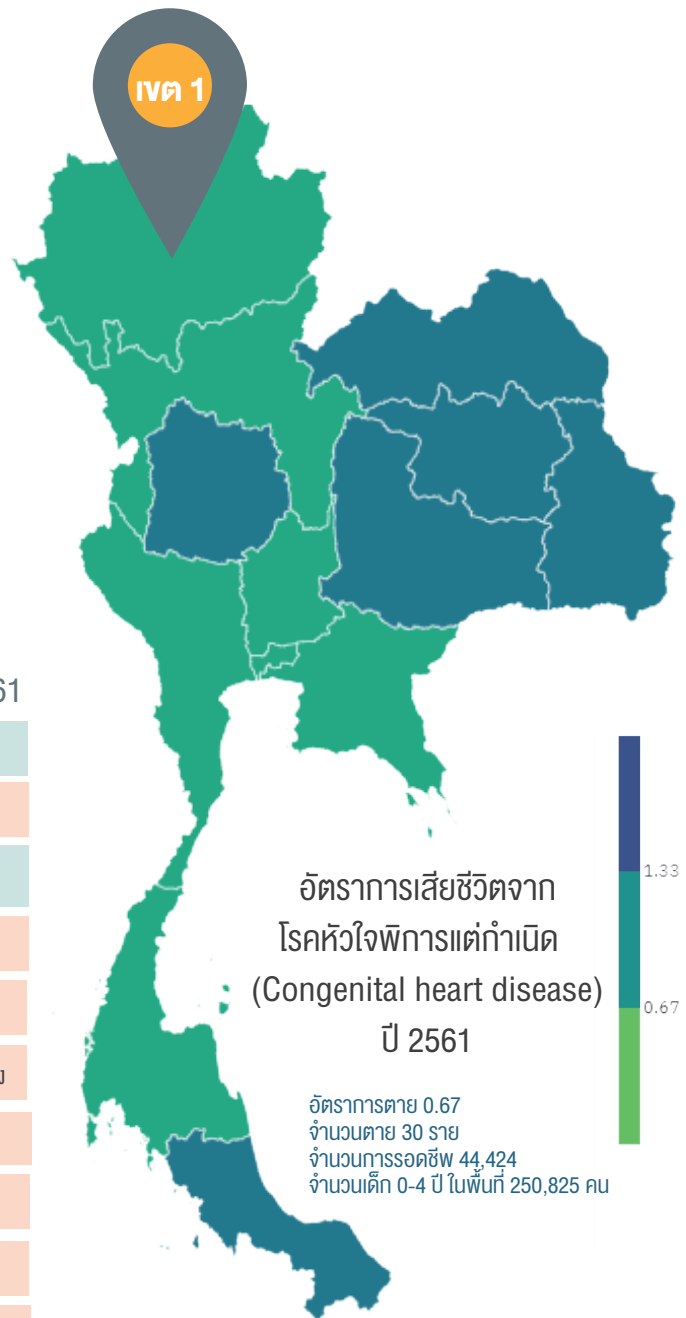 เขต 1
61
1.33
อัตราการเสียชีวิตจาก
โรคหัวใจพิการแต่กำเนิด
(Congenital heart disease)
ปี 2561
0.67
อัตราการตาย 0.67
จำนวนตาย 30 ราย
จำนวนการรอดชีพ 44,424
จำนวนเด็ก 0-4 ปี ในพื้นที่ 250,825 คน